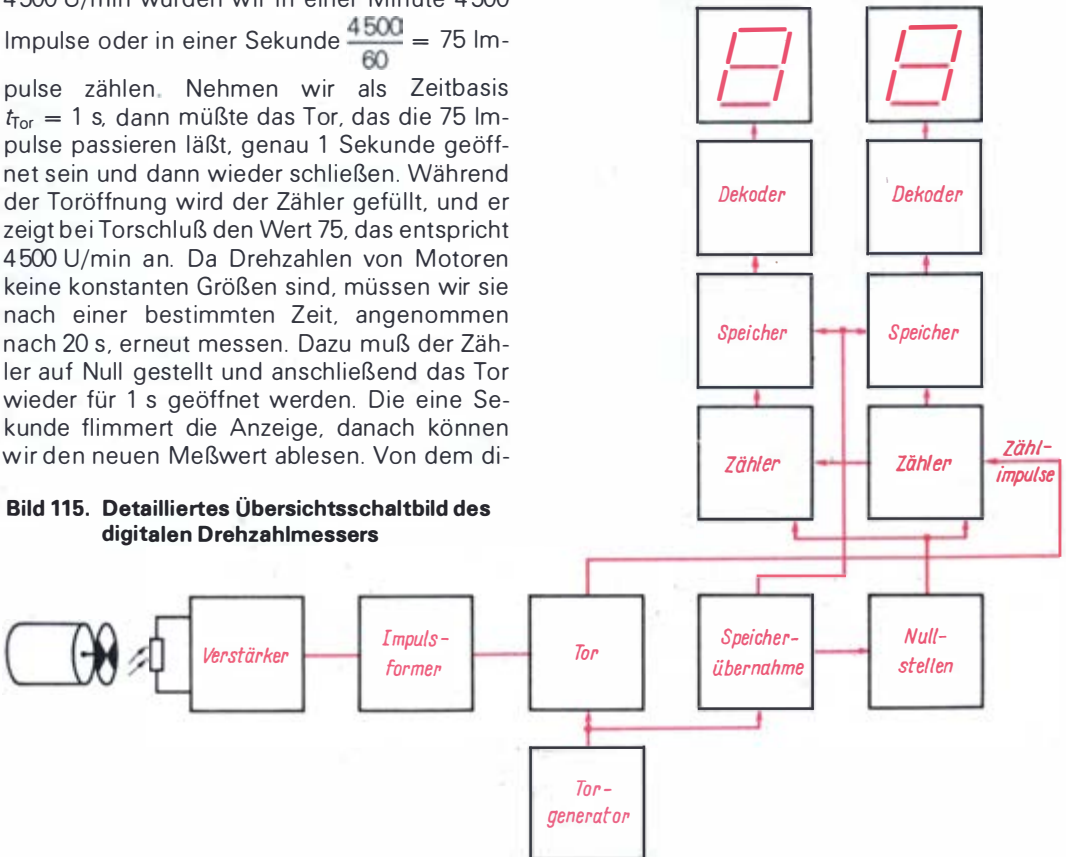 4500 U/min würden wir in einer Minute 4500
Impulse oder in einer Sekunde 4500/60 = 75 Im-
pulse zählen. Nehmen wir als Zeitbasis
t_Tor = 1 s, dann müßte das Tor, das die 75 Im-
pulse passieren läßt, genau 1 Sekunde geöff-
net sein und dann wieder schließen. Während
der Toröffnung wird der Zähler gefüllt, und er
zeigt bei Torschluß den Wert 75, das entspricht
4500 U/min an. Da Drehzahlen von Motoren
keine konstanten Größen sind, müssen wir sie
nach einer bestimmten Zeit, angenommen
nach 20 s, erneut messen. Dazu muß der Zäh-
ler auf Null gestellt und anschließend das Tor
wieder für 1 s geöffnet werden. Die eine Se-
kunde flimmert die Anzeige, danach können
wir den neuen Meßwert ablesen. Von dem di-
Bild 115. Detailliertes Übersichtsschaltbild des
digitalen Drehzahlmessers
8 8
Dekoder Dekoder
Speicher Speicher
Zähler Zähler
Zähl-
impulse
Verstärker
Impuls-
former
Tor
Speicher-
übernahme
Null-
stellen
Tor-
generator